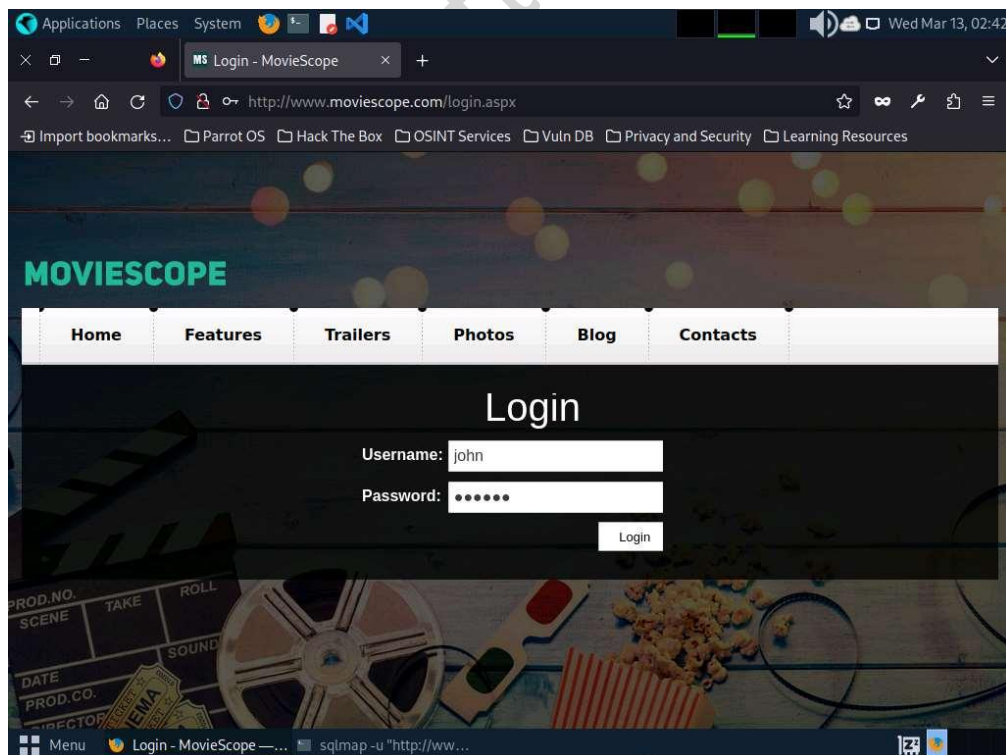 Applications Places System Wed Mar 13, 02:42
MS Login - MovieScope
http://www.moviescope.com/login.aspx
Import bookmarks... Parrot OS Hack The Box OSINT Services Vuln DB Privacy and Security Learning Resources
MOVIESCOPE
Home Features Trailers Photos Blog Contacts
Login
Username: john
Password: ••••••
Login
PROD.NO.
SCENE TAKE ROLL
SOUND
DATE
PROD.CO.
Menu Login - MovieScope —... sqlmap -u "http://ww...